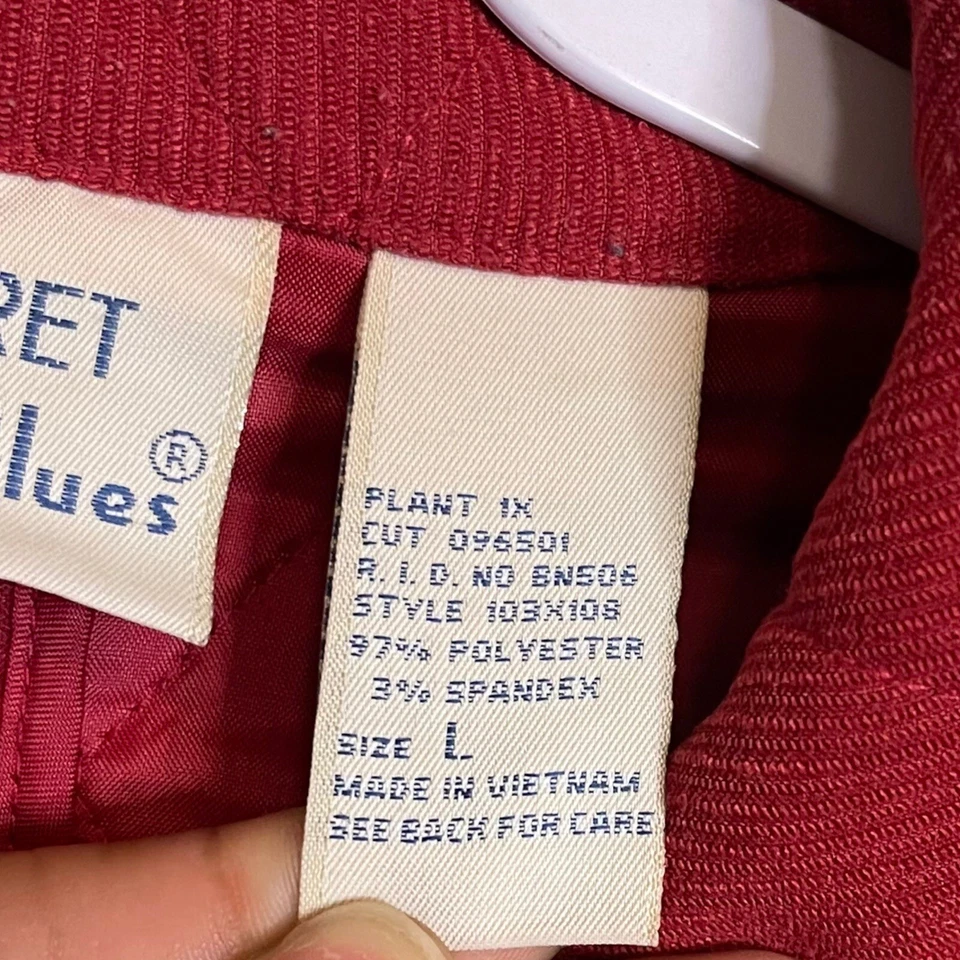 RET
lues®
PLANT 1X
CUT 096501
R. I. D. NO BN506
STYLE 103X108
97% POLYESTER
3% SPANDEX
SIZE L
MADE IN VIETNAM
SEE BACK FOR CARE